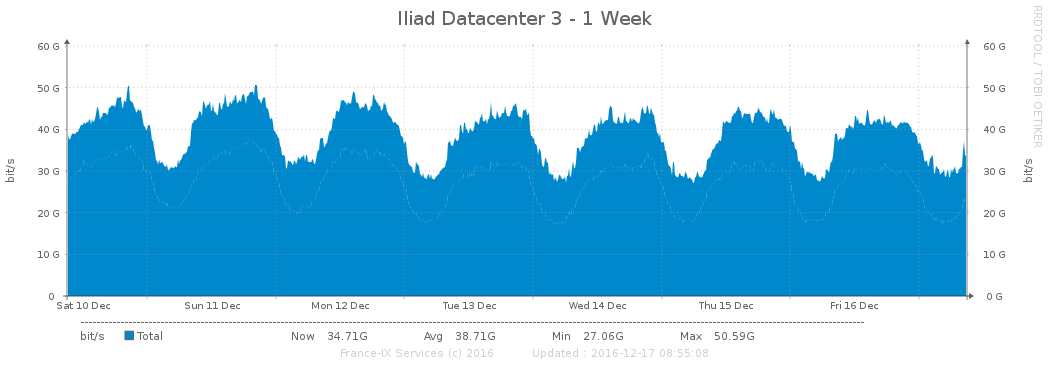 Iliad Datacenter 3 - 1 Week
RRDTOOL / TOBI OETIKER
60 G 60 G
50 G 50 G
40 G 40 G
30 G 30 G
20 G 20 G
10 G 10 G
0 0 G
bit/s bit/s
Sat 10 Dec Sun 11 Dec Mon 12 Dec Tue 13 Dec Wed 14 Dec Thu 15 Dec Fri 16 Dec
bit/s Total Now 34.71G Avg 38.71G Min 27.06G Max 50.59G
France-IX Services (c) 2016 Updated : 2016-12-17 08:55:08